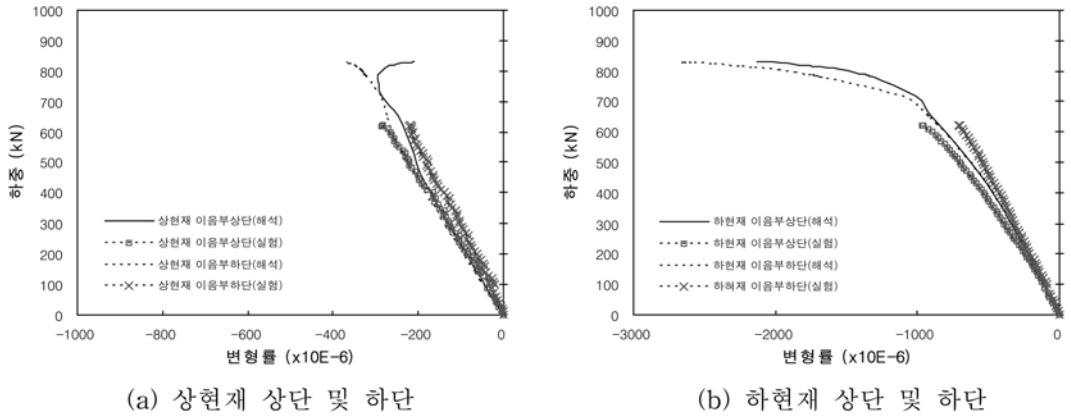 1000
900
800
700
600
500
400
300
200
100
0
하중 (kN)
상현재 이음부상단(해석)
상현재 이음부상단(실험)
상현재 이음부하단(해석)
상현재 이음부하단(실험)
-1000
-800
-600
-400
-200
0
변형률 (x10E-6)
(a) 상현재 상단 및 하단
1000
900
800
700
600
500
400
300
200
100
0
하중 (kN)
하현재 이음부상단(해석)
하현재 이음부상단(실험)
하현재 이음부하단(해석)
하혀재 이음부하단(실험)
-3000
-2000
-1000
0
변형률 (x10E-6)
(b) 하현재 상단 및 하단